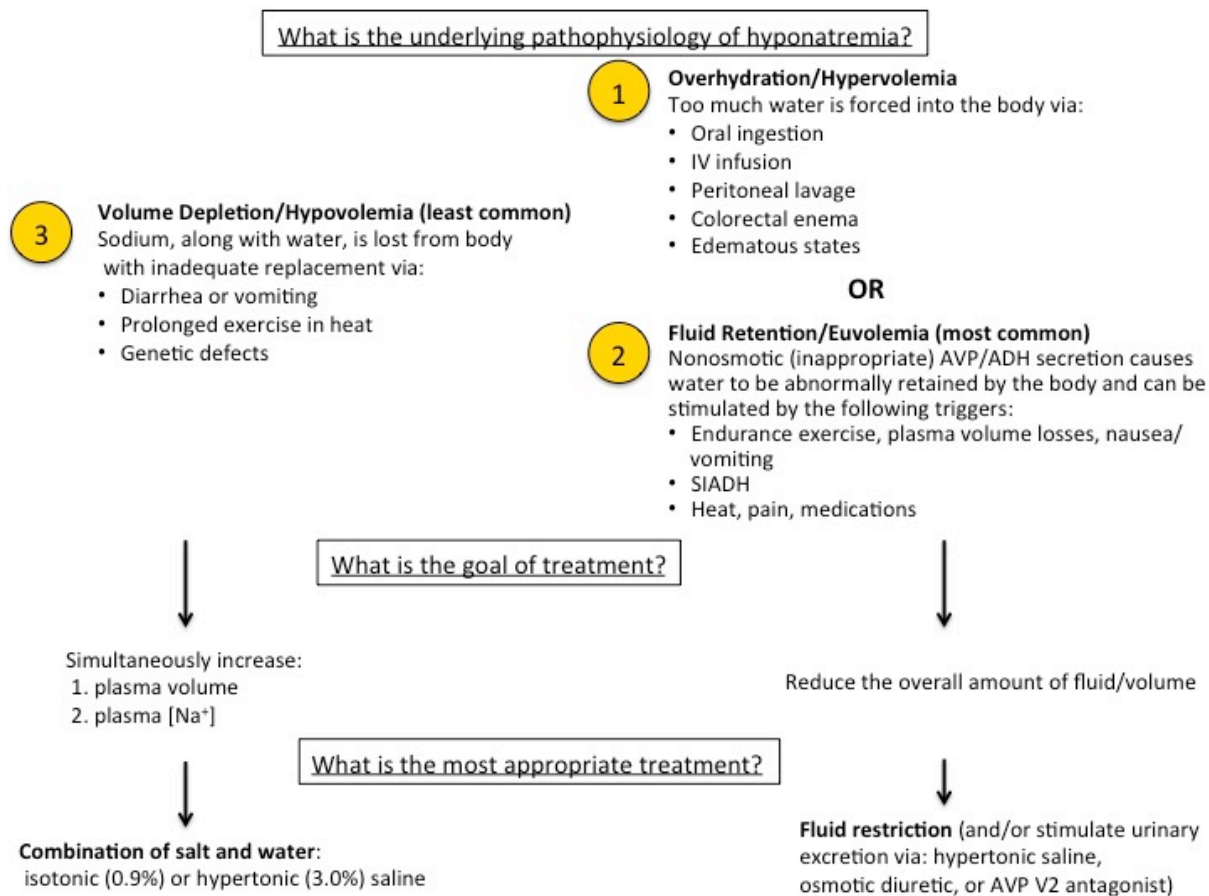 What is the underlying pathophysiology of hyponatremia?
1
Overhydration/Hypervolemia
Too much water is forced into the body via:
• Oral ingestion
• IV infusion
• Peritoneal lavage
• Colorectal enema
• Edematous states
3
Volume Depletion/Hypovolemia (least common)
Sodium, along with water, is lost from body
with inadequate replacement via:
• Diarrhea or vomiting
• Prolonged exercise in heat
• Genetic defects
OR
2
Fluid Retention/Euvolemia (most common)
Nonosmotic (inappropriate) AVP/ADH secretion causes
water to be abnormally retained by the body and can be
stimulated by the following triggers:
• Endurance exercise, plasma volume losses, nausea/
vomiting
• SIADH
• Heat, pain, medications
What is the goal of treatment?
Simultaneously increase:
1. plasma volume
2. plasma [Na⁺]
Reduce the overall amount of fluid/volume
What is the most appropriate treatment?
Combination of salt and water:
isotonic (0.9%) or hypertonic (3.0%) saline
Fluid restriction (and/or stimulate urinary
excretion via: hypertonic saline,
osmotic diuretic, or AVP V2 antagonist)